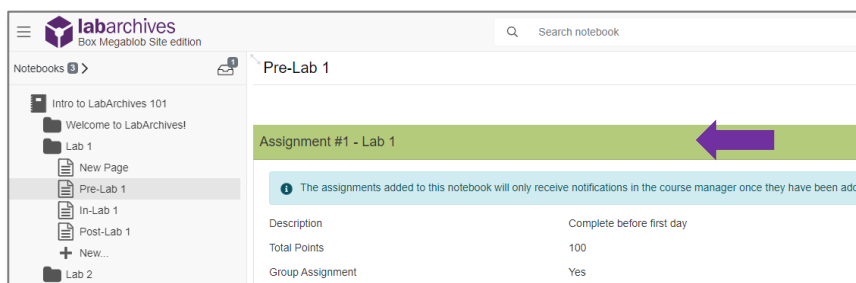 labarchives
Box Megablob Site edition
Search notebook
Notebooks 3 >
1
Pre-Lab 1
Intro to LabArchives 101
Welcome to LabArchives!
Lab 1
New Page
Pre-Lab 1
In-Lab 1
Post-Lab 1
New...
Lab 2
Assignment #1 - Lab 1
The assignments added to this notebook will only receive notifications in the course manager once they have been add
Description Complete before first day
Total Points 100
Group Assignment Yes